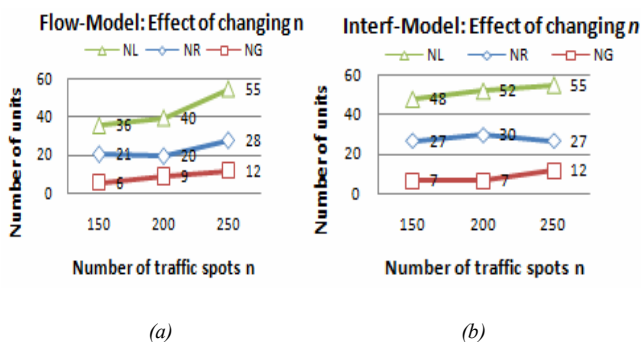 Flow-Model: Effect of changing n
NL NR NG
Number of units
60
40
20
0
36 40 55
21 20 28
6 9 12
150 200 250
Number of traffic spots n
(a)
Interf-Model: Effect of changing n
NL NR NG
Number of units
60
40
20
0
48 52 55
27 30 27
7 7 12
150 200 250
Number of traffic spots n
(b)